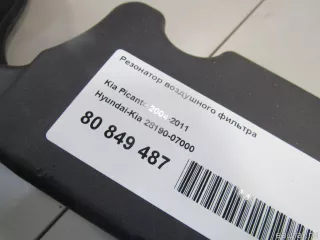 Резонатор воздушного фильтра
Kia Picanto 2004-2011
Hyundai-Kia 28190-07000
80 849 487